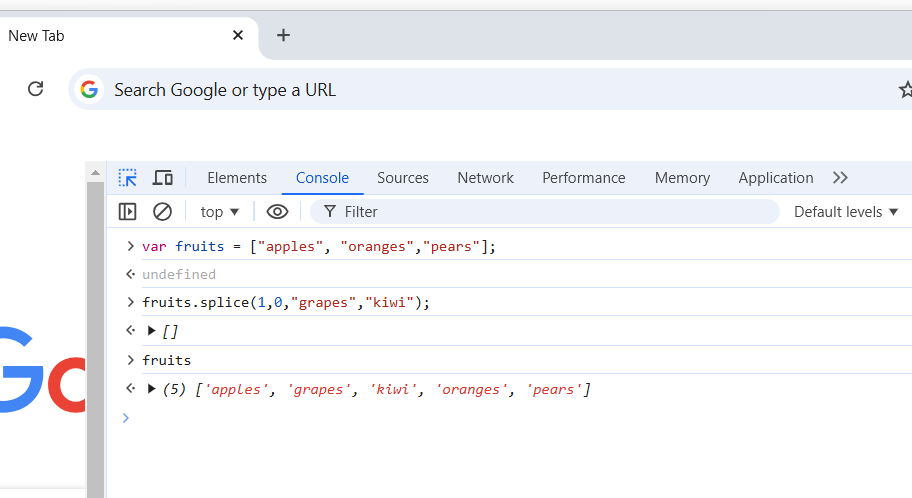 New Tab
Search Google or type a URL
Elements Console Sources Network Performance Memory Application
top Filter Default levels
var fruits = ["apples", "oranges","pears"];
undefined
fruits.splice(1,0,"grapes","kiwi");
[]
fruits
(5) ['apples', 'grapes', 'kiwi', 'oranges', 'pears']
Go